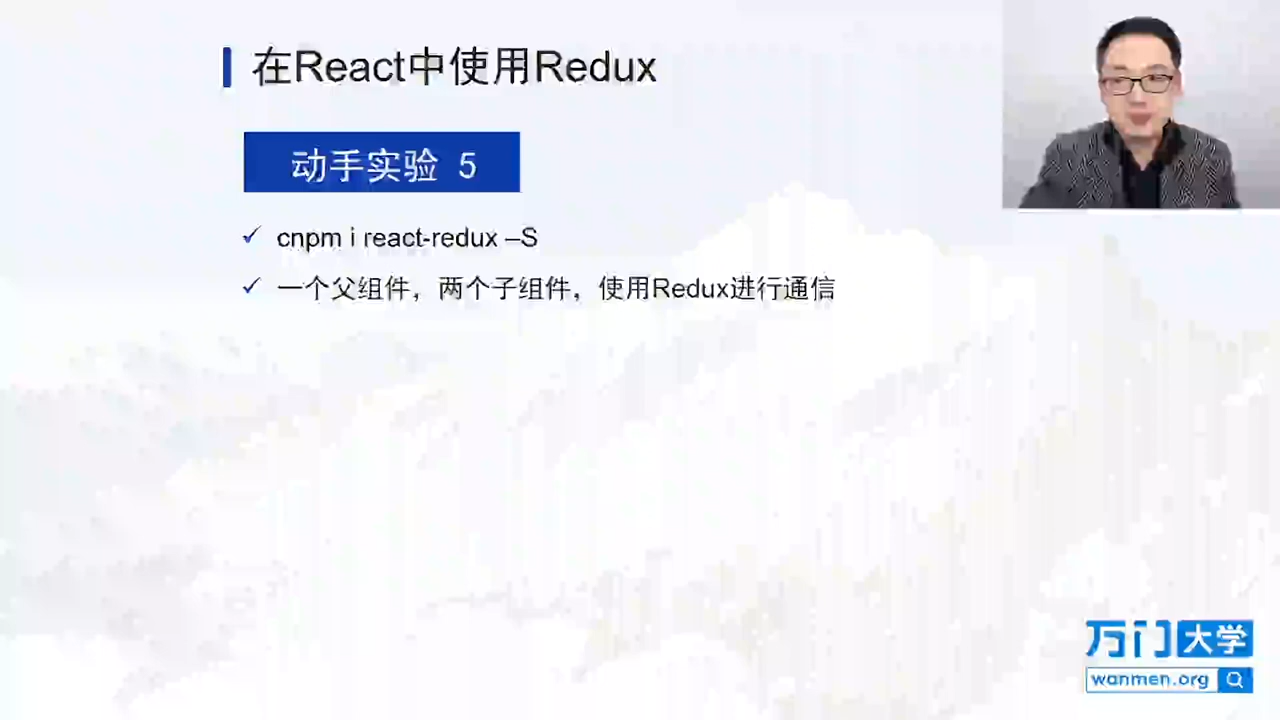 在React中使用Redux
动手实验 5
✓ cnpm i react-redux –S
✓ 一个父组件，两个子组件，使用Redux进行通信
万门大学
wanmen.org